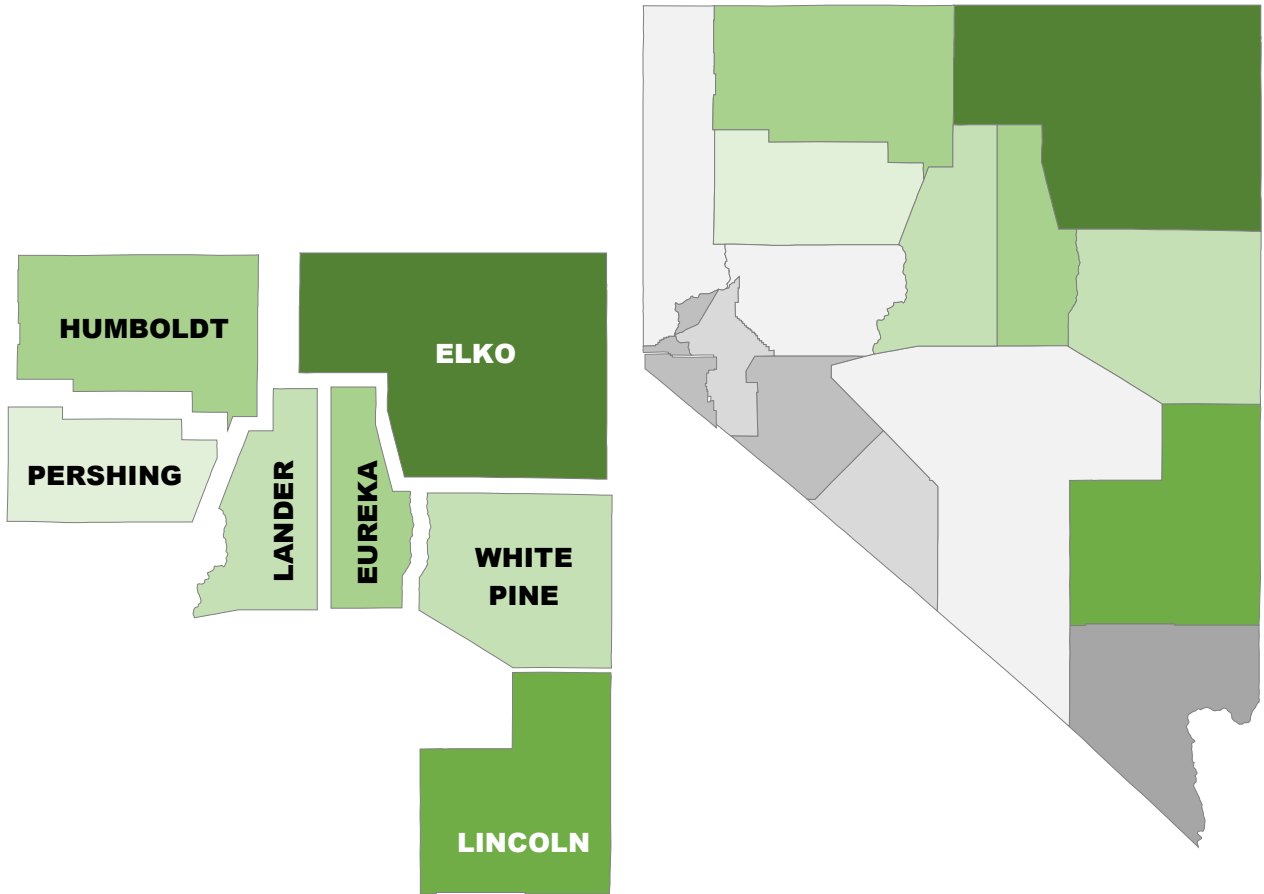 HUMBOLDT
ELKO
PERSHING
LANDER
EUREKA
WHITE
PINE
LINCOLN